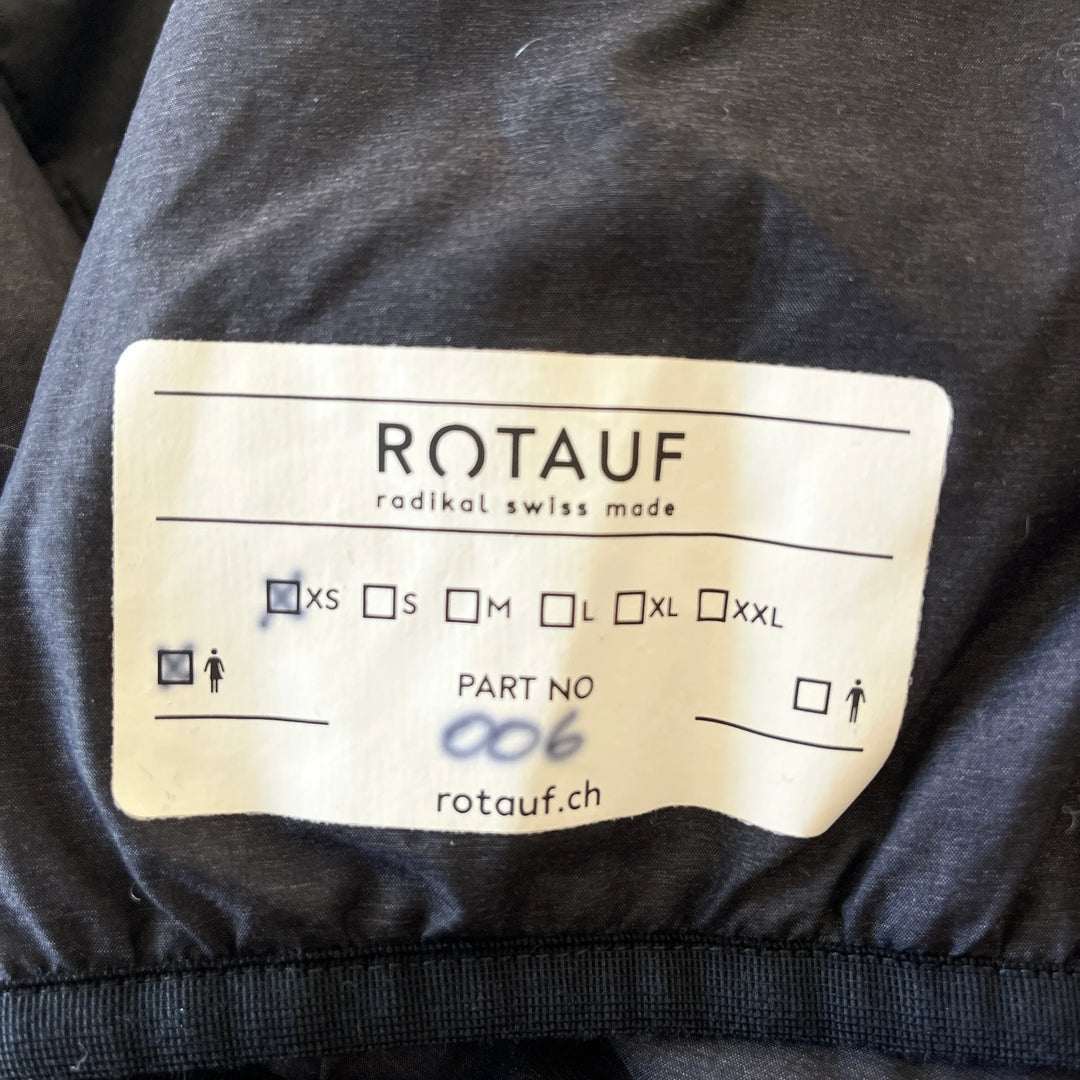 ROTAUF
radikal swiss made
XS S M L XL XXL
PART NO
006
rotauf.ch